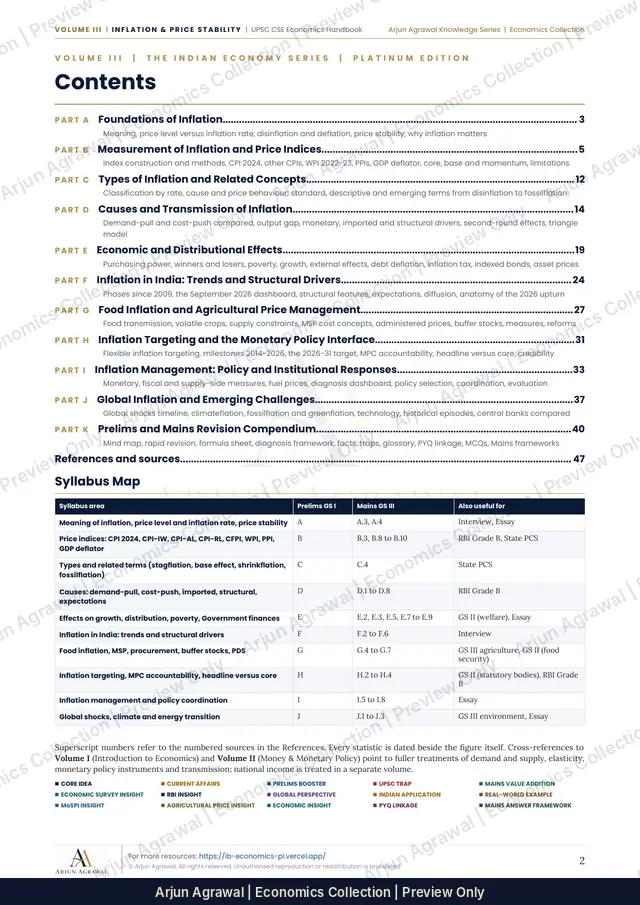 VOLUME III | INFLATION & PRICE STABILITY | UPSC CSE Economics Handbook Arjun Agrawal Knowledge Series | Economics Collection
VOLUME III | THE INDIAN ECONOMY SERIES | PLATINUM EDITION
Contents
PART A Foundations of Inflation 3
Meaning, price level versus inflation rate, disinflation and deflation, price stability, why inflation matters
PART B Measurement of Inflation and Price Indices 5
Index construction and methods, CPI 2024, other CPIs, WPI 2022-23, PPIs, GDP deflator, core, base and momentum, limitations
PART C Types of Inflation and Related Concepts 12
Classification by rate, cause and price behaviour; standard, descriptive and emerging terms from disinflation to fossilflation
PART D Causes and Transmission of Inflation 14
Demand-pull and cost-push compared, output gap, monetary, imported and structural drivers, second-round effects, triangle
model
PART E Economic and Distributional Effects 19
Purchasing power, winners and losers, poverty, growth, external effects, debt deflation, inflation tax, indexed bonds, asset prices
PART F Inflation in India: Trends and Structural Drivers 24
Phases since 2009, the September 2026 dashboard, structural features, expectations, diffusion, anatomy of the 2026 upturn
PART G Food Inflation and Agricultural Price Management 27
Food transmission, volatile crops, supply constraints, MSP cost concepts, administered prices, buffer stocks, measures, reforms
PART H Inflation Targeting and the Monetary Policy Interface 31
Flexible inflation targeting, milestones 2014-2026, the 2026-31 target, MPC accountability, headline versus core, credibility
PART I Inflation Management: Policy and Institutional Responses 33
Monetary, fiscal and supply-side measures, fuel prices, diagnosis dashboard, policy selection, coordination, evaluation
PART J Global Inflation and Emerging Challenges 37
Global shocks timeline, climateflation, fossilflation and greenflation, technology, historical episodes, central banks compared
PART K Prelims and Mains Revision Compendium 40
Mind map, rapid revision, formula sheet, diagnosis framework, facts, traps, glossary, PYQ linkage, MCQs, Mains frameworks
References and sources 47
Syllabus Map
Syllabus area Prelims GS I Mains GS III Also useful for
Meaning of inflation, price level and inflation rate, price stability A A.3, A.4 Interview, Essay
Price indices: CPI 2024, CPI-IW, CPI-AL, CPI-RL, CFPI, WPI, PPI, B B.3, B.8 to B.10 RBI Grade B, State PCS
GDP deflator
Types and related terms (stagflation, base effect, shrinkflation, C C.4 State PCS
fossilflation)
Causes: demand-pull, cost-push, imported, structural, D D.1 to D.8 RBI Grade B
expectations
Effects on growth, distribution, poverty, Government finances E E.2, E.3, E.5, E.7 to E.9 GS II (welfare), Essay
Inflation in India: trends and structural drivers F F.2 to F.6 Interview
Food inflation, MSP, procurement, buffer stocks, PDS G G.4 to G.7 GS III agriculture, GS II (food
security)
Inflation targeting, MPC accountability, headline versus core H H.2 to H.4 GS II (statutory bodies), RBI Grade
B
Inflation management and policy coordination I I.5 to I.8 Essay
Global shocks, climate and energy transition J J.1 to J.3 GS III environment, Essay
Superscript numbers refer to the numbered sources in the References. Every statistic is dated beside the figure itself. Cross-references to
Volume I (Introduction to Economics) and Volume II (Money & Monetary Policy) point to fuller treatments of demand and supply, elasticity,
monetary policy instruments and transmission; national income is treated in a separate volume.
CORE IDEA CURRENT AFFAIRS PRELIMS BOOSTER UPSC TRAP MAINS VALUE ADDITION
ECONOMIC SURVEY INSIGHT RBI INSIGHT GLOBAL PERSPECTIVE INDIAN APPLICATION REAL-WORLD EXAMPLE
MoSPI INSIGHT AGRICULTURAL PRICE INSIGHT ECONOMIC INSIGHT PYQ LINKAGE MAINS ANSWER FRAMEWORK
ARJUN AGRAWAL
For more resources: https://ib-economics-pl.vercel.app/
© Arjun Agrawal. All rights reserved. Unauthorised reproduction or redistribution is prohibited.
2
Arjun Agrawal | Economics Collection | Preview Only